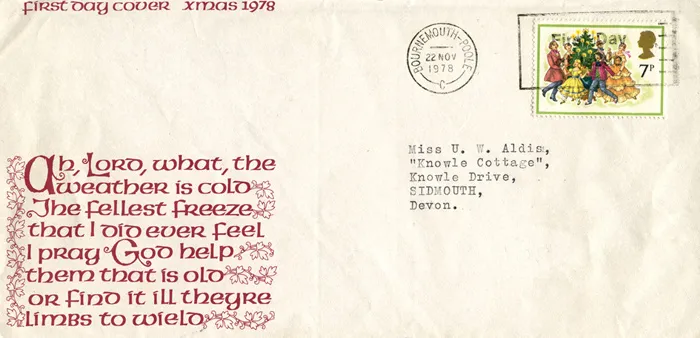 first day cover xmas 1978
BOURNEMOUTH-POOLE
22 NOV
1978
C
First Day
7P
Miss U. W. Aldis,
"Knowle Cottage",
Knowle Drive,
SIDMOUTH,
Devon.
Ah, Lord, what, the
weather is cold
The fellest freeze
that I did ever feel
I pray God help
them that is old
or find it ill theyre
limbs to wield